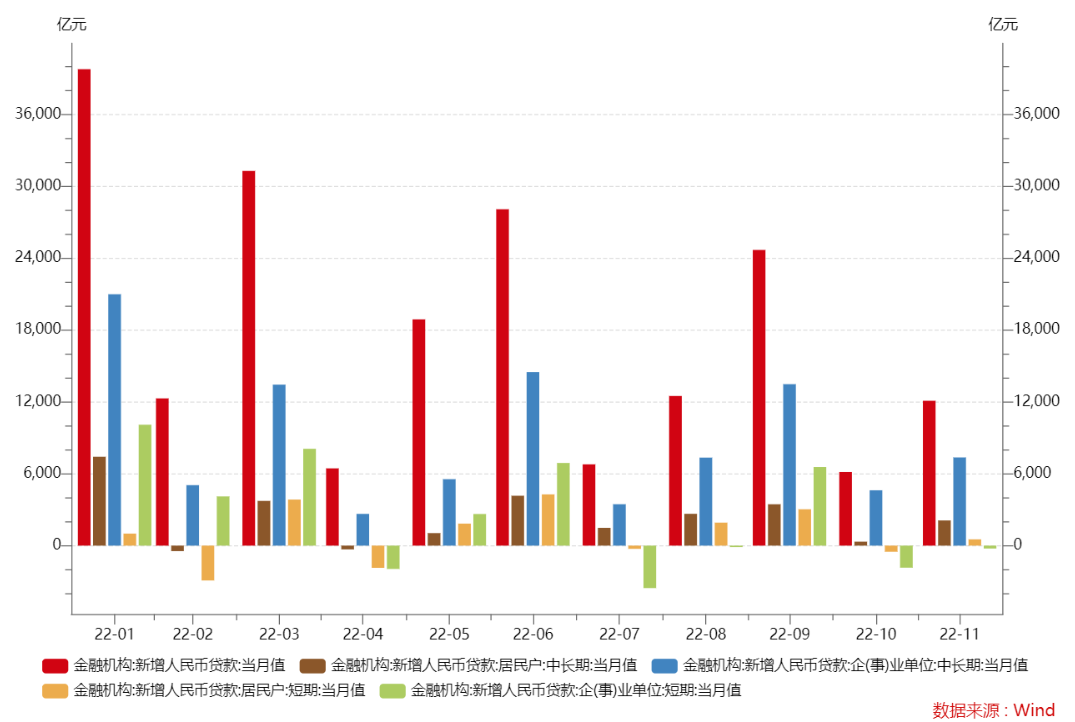 亿元 亿元
36,000 36,000
30,000 30,000
24,000 24,000
18,000 18,000
12,000 12,000
6,000 6,000
0 0
22-01 22-02 22-03 22-04 22-05 22-06 22-07 22-08 22-09 22-10 22-11
金融机构:新增人民币贷款:当月值 金融机构:新增人民币贷款:居民户:中长期:当月值 金融机构:新增人民币贷款:企(事)业单位:中长期:当月值
金融机构:新增人民币贷款:居民户:短期:当月值 金融机构:新增人民币贷款:企(事)业单位:短期:当月值
数据来源：Wind